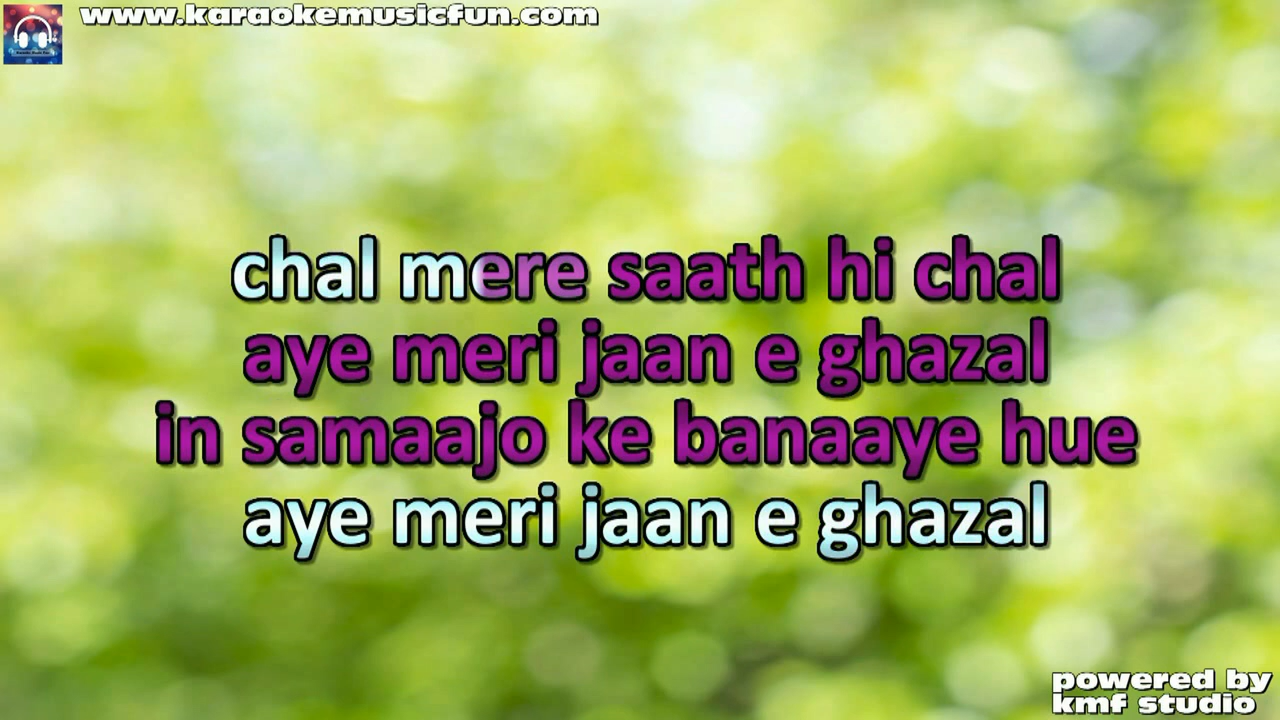 www.karaokemusicfun.com
chal mere saath hi chal
aye meri jaan e ghazal
in samaajo ke banaaye hue
aye meri jaan e ghazal
powered by
kmf studio